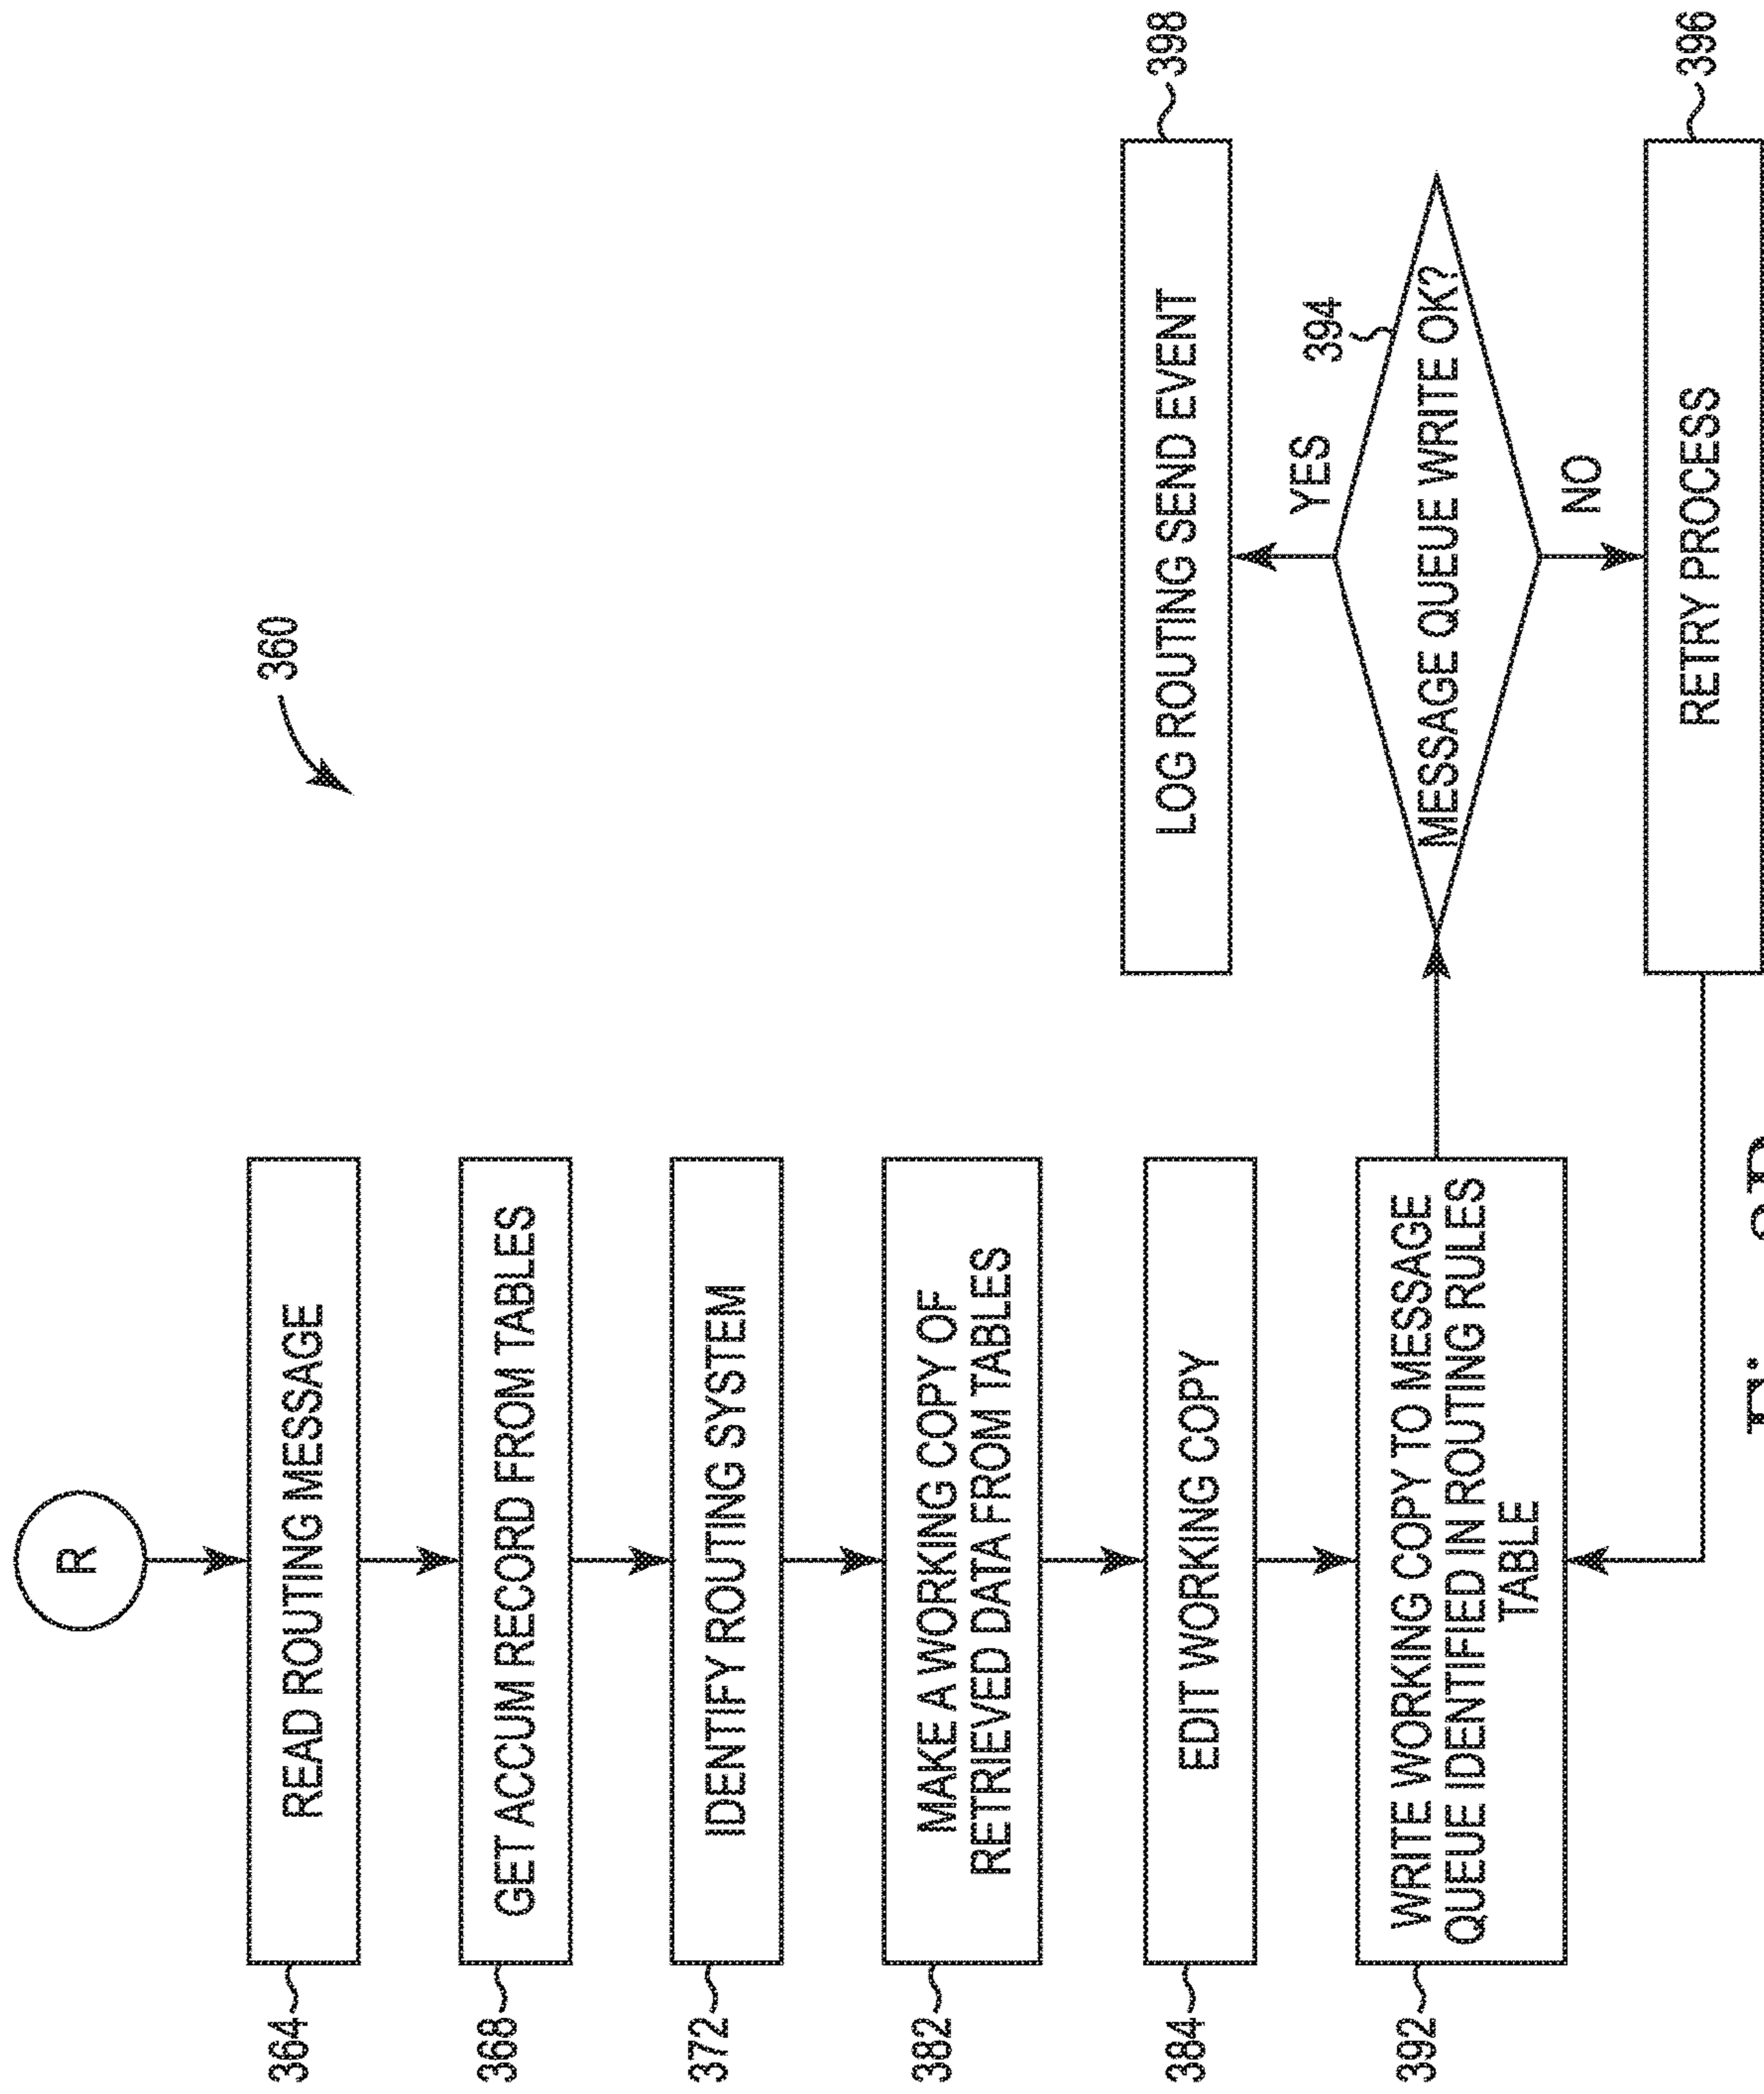 R
360
364
READ ROUTING MESSAGE
368
GET ACCUM RECORD FROM TABLES
372
IDENTIFY ROUTING SYSTEM
382
MAKE A WORKING COPY OF
RETRIEVED DATA FROM TABLES
384
EDIT WORKING COPY
392
WRITE WORKING COPY TO MESSAGE
QUEUE IDENTIFIED IN ROUTING RULES
TABLE
LOG ROUTING SEND EVENT
398
YES
394
MESSAGE QUEUE WRITE OK?
NO
RETRY PROCESS
396